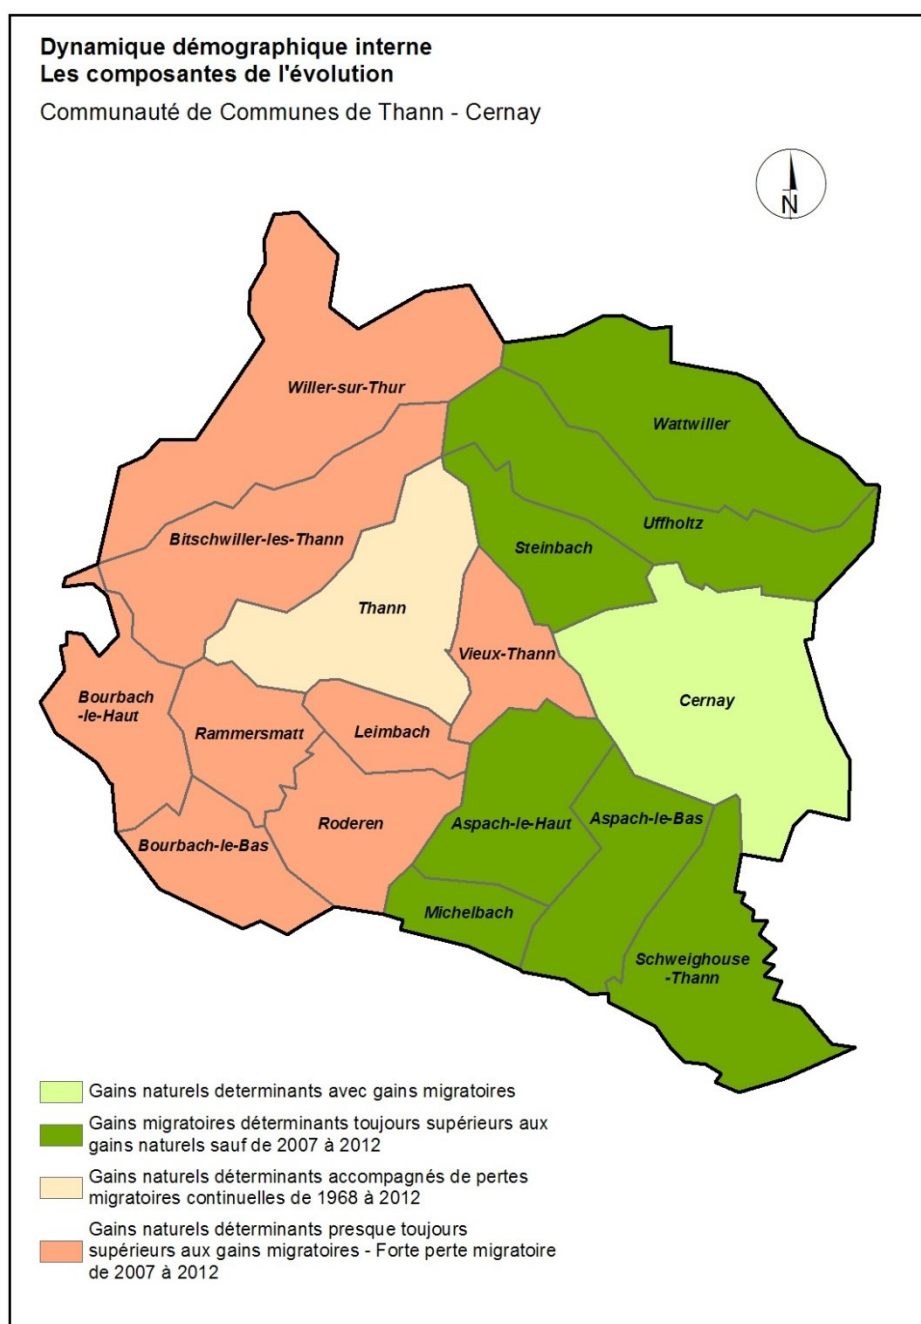 Dynamique démographique interne
Les composantes de l'évolution
Communauté de Communes de Thann - Cernay
N
Willer-sur-Thur
Wattwiller
Uffholtz
Bitschwiller-les-Thann
Steinbach
Thann
Vieux-Thann
Bourbach
-le-Haut
Cernay
Rammersmatt
Leimbach
Roderen
Aspach-le-Haut
Aspach-le-Bas
Bourbach-le-Bas
Michelbach
Schweighouse
-Thann
Gains naturels determinants avec gains migratoires
Gains migratoires déterminants toujours supérieurs aux
gains naturels sauf de 2007 à 2012
Gains naturels déterminants accompagnés de pertes
migratoires continuelles de 1968 à 2012
Gains naturels déterminants presque toujours
supérieurs aux gains migratoires - Forte perte migratoire
de 2007 à 2012